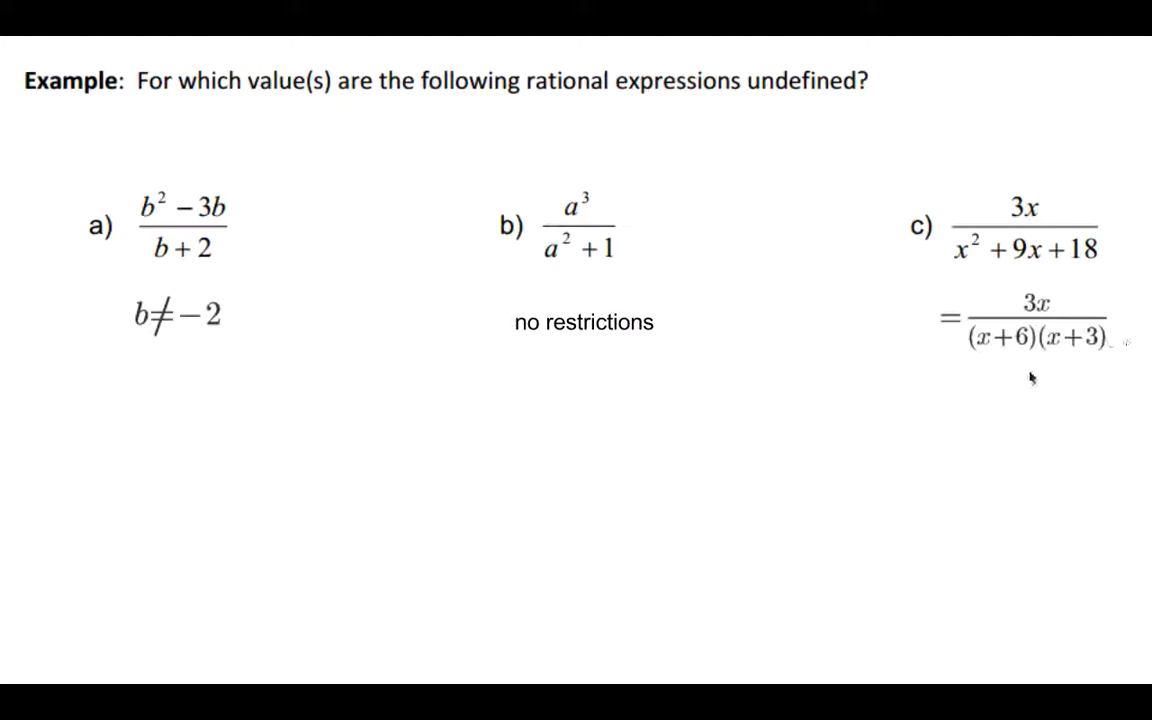 Example: For which value(s) are the following rational expressions undefined?
a) (b² − 3b)/(b + 2)
b) a³/(a² + 1)
c) 3x/(x² + 9x + 18)
b≠−2
no restrictions
= 3x/((x+6)(x+3))